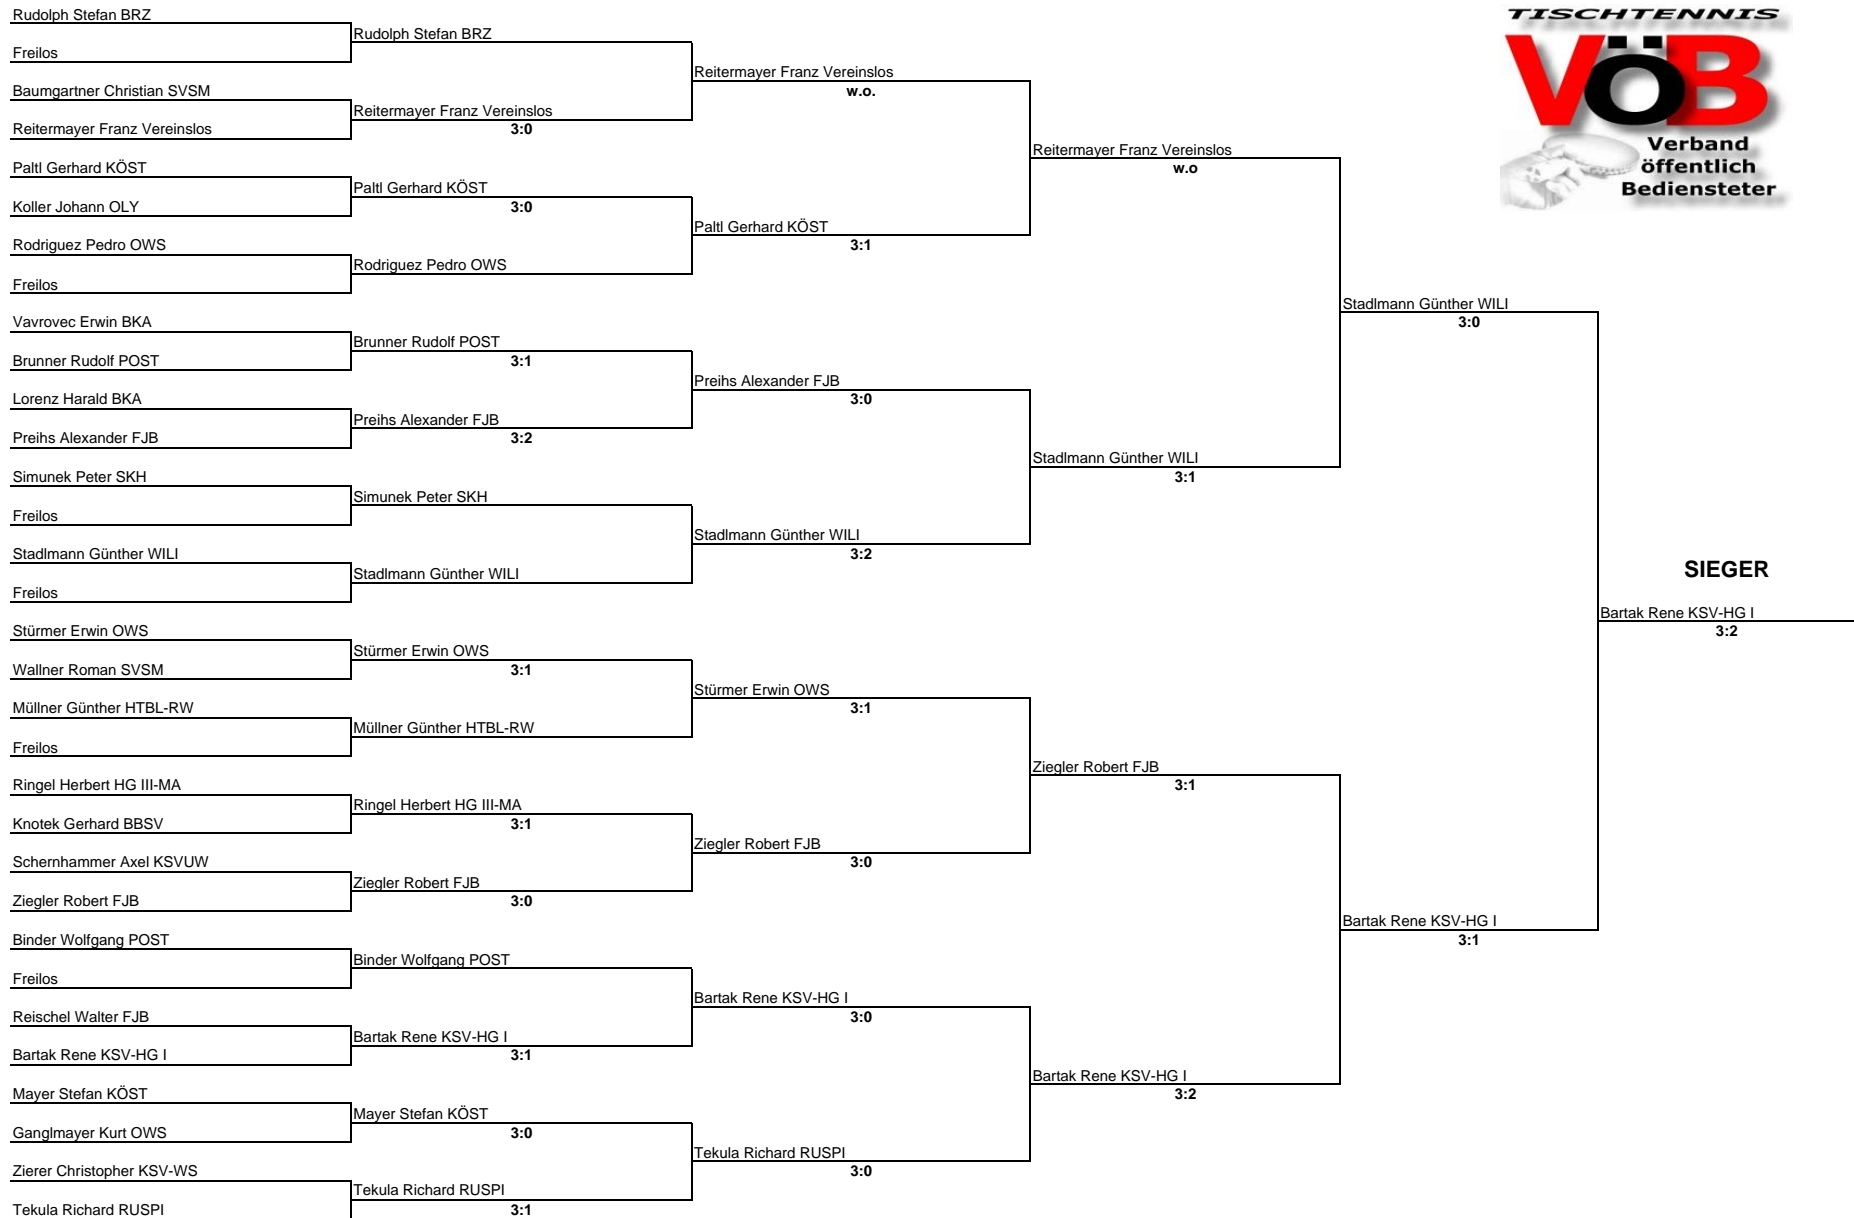 Rudolph Stefan BRZ
Freilos
Baumgartner Christian SVSM
Reitermayer Franz Vereinslos
Paltl Gerhard KÖST
Koller Johann OLY
Rodriguez Pedro OWS
Freilos
Vavrovec Erwin BKA
Brunner Rudolf POST
Lorenz Harald BKA
Preihs Alexander FJB
Simunek Peter SKH
Freilos
Stadlmann Günther WILI
Freilos
Stürmer Erwin OWS
Wallner Roman SVSM
Müllner Günther HTBL-RW
Freilos
Ringel Herbert HG III-MA
Knotek Gerhard BBSV
Schernhammer Axel KSVUW
Ziegler Robert FJB
Binder Wolfgang POST
Freilos
Reischel Walter FJB
Bartak Rene KSV-HG I
Mayer Stefan KÖST
Ganglmayer Kurt OWS
Zierer Christopher KSV-WS
Tekula Richard RUSPI
Rudolph Stefan BRZ
Reitermayer Franz Vereinslos
3:0
Paltl Gerhard KÖST
3:0
Rodriguez Pedro OWS
Brunner Rudolf POST
3:1
Preihs Alexander FJB
3:2
Simunek Peter SKH
Stadlmann Günther WILI
Stürmer Erwin OWS
3:1
Müllner Günther HTBL-RW
Ringel Herbert HG III-MA
3:1
Ziegler Robert FJB
3:0
Binder Wolfgang POST
Bartak Rene KSV-HG I
3:1
Mayer Stefan KÖST
3:0
Tekula Richard RUSPI
3:1
Reitermayer Franz Vereinslos
w.o.
Paltl Gerhard KÖST
3:1
Preihs Alexander FJB
3:0
Stadlmann Günther WILI
3:2
Stürmer Erwin OWS
3:1
Ziegler Robert FJB
3:0
Bartak Rene KSV-HG I
3:0
Tekula Richard RUSPI
3:0
Reitermayer Franz Vereinslos
w.o
Stadlmann Günther WILI
3:1
Ziegler Robert FJB
3:1
Bartak Rene KSV-HG I
3:2
Stadlmann Günther WILI
3:0
Bartak Rene KSV-HG I
3:1
SIEGER
Bartak Rene KSV-HG I
3:2
TISCHTENNIS
VÖB
Verband
öffentlich
Bediensteter